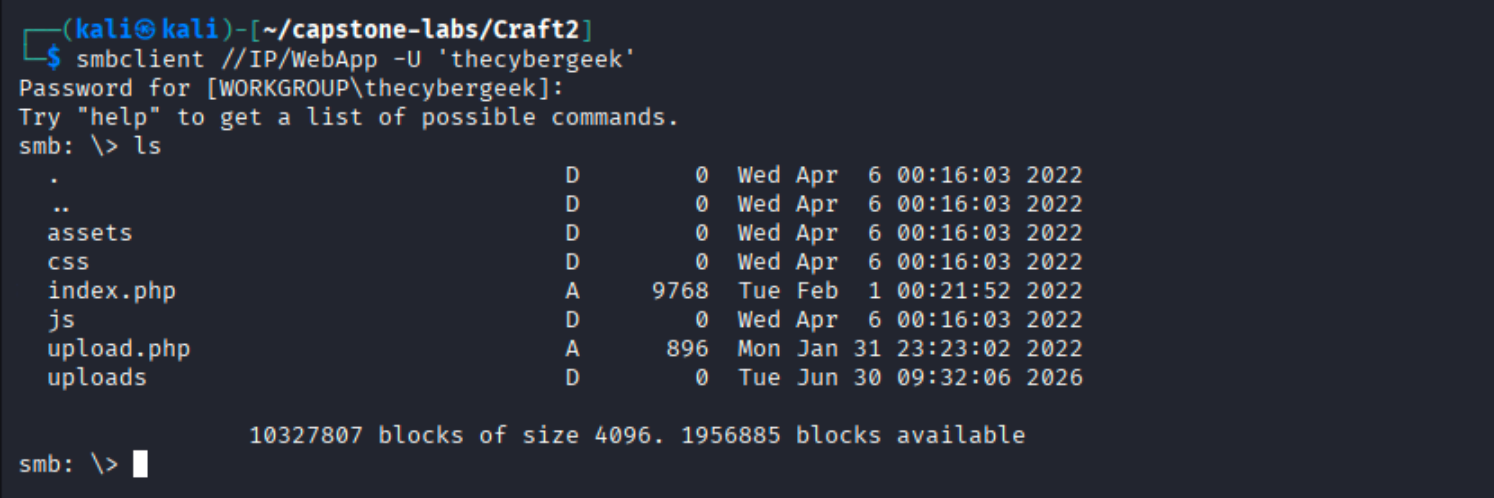 ┌──(kali㉿kali)-[~/capstone-labs/Craft2]
└─$ smbclient //IP/WebApp -U 'thecybergeek'
Password for [WORKGROUP\thecybergeek]:
Try "help" to get a list of possible commands.
smb: \> ls
  .                                   D        0  Wed Apr  6 00:16:03 2022
  ..                                  D        0  Wed Apr  6 00:16:03 2022
  assets                              D        0  Wed Apr  6 00:16:03 2022
  css                                 D        0  Wed Apr  6 00:16:03 2022
  index.php                           A     9768  Tue Feb  1 00:21:52 2022
  js                                  D        0  Wed Apr  6 00:16:03 2022
  upload.php                          A      896  Mon Jan 31 23:23:02 2022
  uploads                             D        0  Tue Jun 30 09:32:06 2026

                10327807 blocks of size 4096. 1956885 blocks available
smb: \>